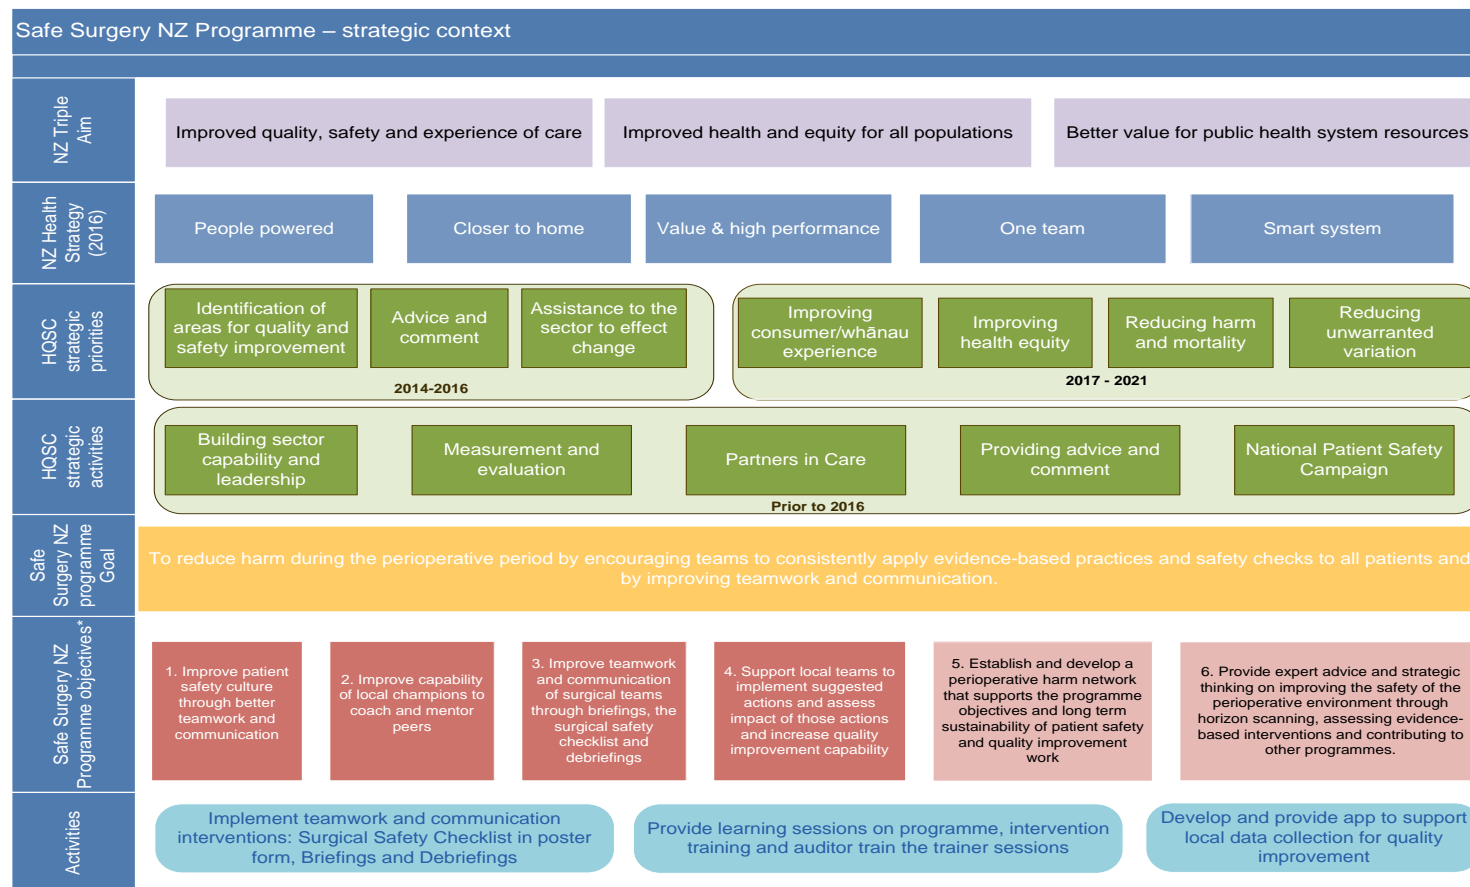 Safe Surgery NZ Programme – strategic context
NZ Triple
Aim
Improved quality, safety and experience of care
Improved health and equity for all populations
Better value for public health system resources
NZ Health
Strategy
(2016)
People powered
Closer to home
Value & high performance
One team
Smart system
HQSC
strategic
priorities
Identification of
areas for quality and
safety improvement
Advice and
comment
Assistance to the
sector to effect
change
2014-2016
Improving
consumer/whānau
experience
Improving
health equity
Reducing harm
and mortality
Reducing
unwarranted
variation
2017 - 2021
HQSC
strategic
activities
Building sector
capability and
leadership
Measurement and
evaluation
Partners in Care
Providing advice and
comment
National Patient Safety
Campaign
Prior to 2016
Safe
Surgery NZ
programme
Goal
To reduce harm during the perioperative period by encouraging teams to consistently apply evidence-based practices and safety checks to all patients and
by improving teamwork and communication.
Safe Surgery NZ
Programme objectives*
1. Improve patient
safety culture
through better
teamwork and
communication
2. Improve capability
of local champions to
coach and mentor
peers
3. Improve teamwork
and communication
of surgical teams
through briefings, the
surgical safety
checklist and
debriefings
4. Support local teams to
implement suggested
actions and assess
impact of those actions
and increase quality
improvement capability
5. Establish and develop a
perioperative harm network
that supports the programme
objectives and long term
sustainability of patient safety
and quality improvement
work
6. Provide expert advice and strategic
thinking on improving the safety of the
perioperative environment through
horizon scanning, assessing evidence-
based interventions and contributing to
other programmes.
Activities
Implement teamwork and communication
interventions: Surgical Safety Checklist in poster
form, Briefings and Debriefings
Provide learning sessions on programme, intervention
training and auditor train the trainer sessions
Develop and provide app to support
local data collection for quality
improvement